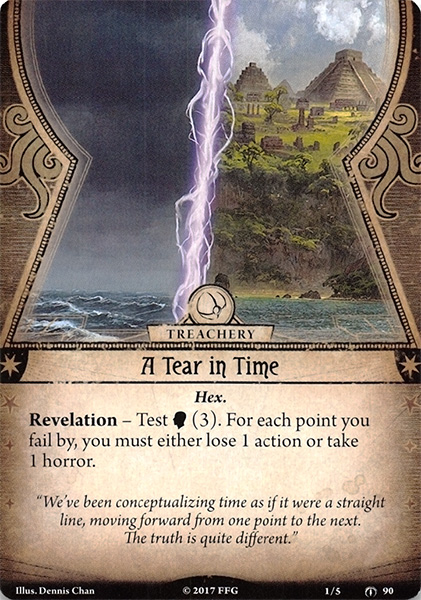 TREACHERY
A Tear in Time
Hex.
Revelation – Test (3). For each point you
fail by, you must either lose 1 action or take
1 horror.
“We’ve been conceptualizing time as if it were a straight
line, moving forward from one point to the next.
The truth is quite different.”
Illus. Dennis Chan © 2017 FFG 1/5 90